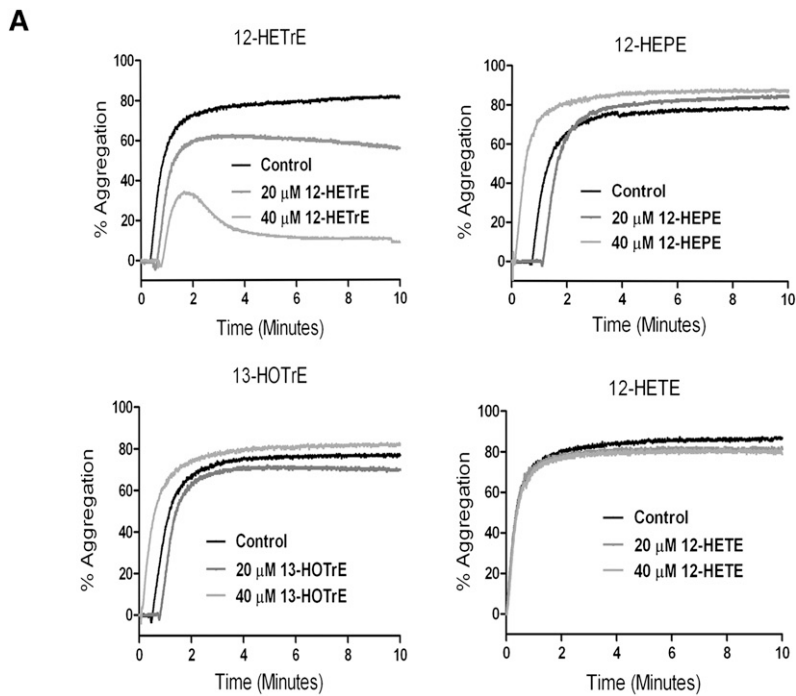 A
12-HETrE
100
80
60
40
20
0
% Aggregation
Control
20 μM 12-HETrE
40 μM 12-HETrE
0 2 4 6 8 10
Time (Minutes)
12-HEPE
100
80
60
40
20
0
% Aggregation
Control
20 μM 12-HEPE
40 μM 12-HEPE
0 2 4 6 8 10
Time (Minutes)
13-HOTrE
100
80
60
40
20
0
% Aggregation
Control
20 μM 13-HOTrE
40 μM 13-HOTrE
0 2 4 6 8 10
Time (Minutes)
12-HETE
100
80
60
40
20
0
% Aggregation
Control
20 μM 12-HETE
40 μM 12-HETE
0 2 4 6 8 10
Time (Minutes)